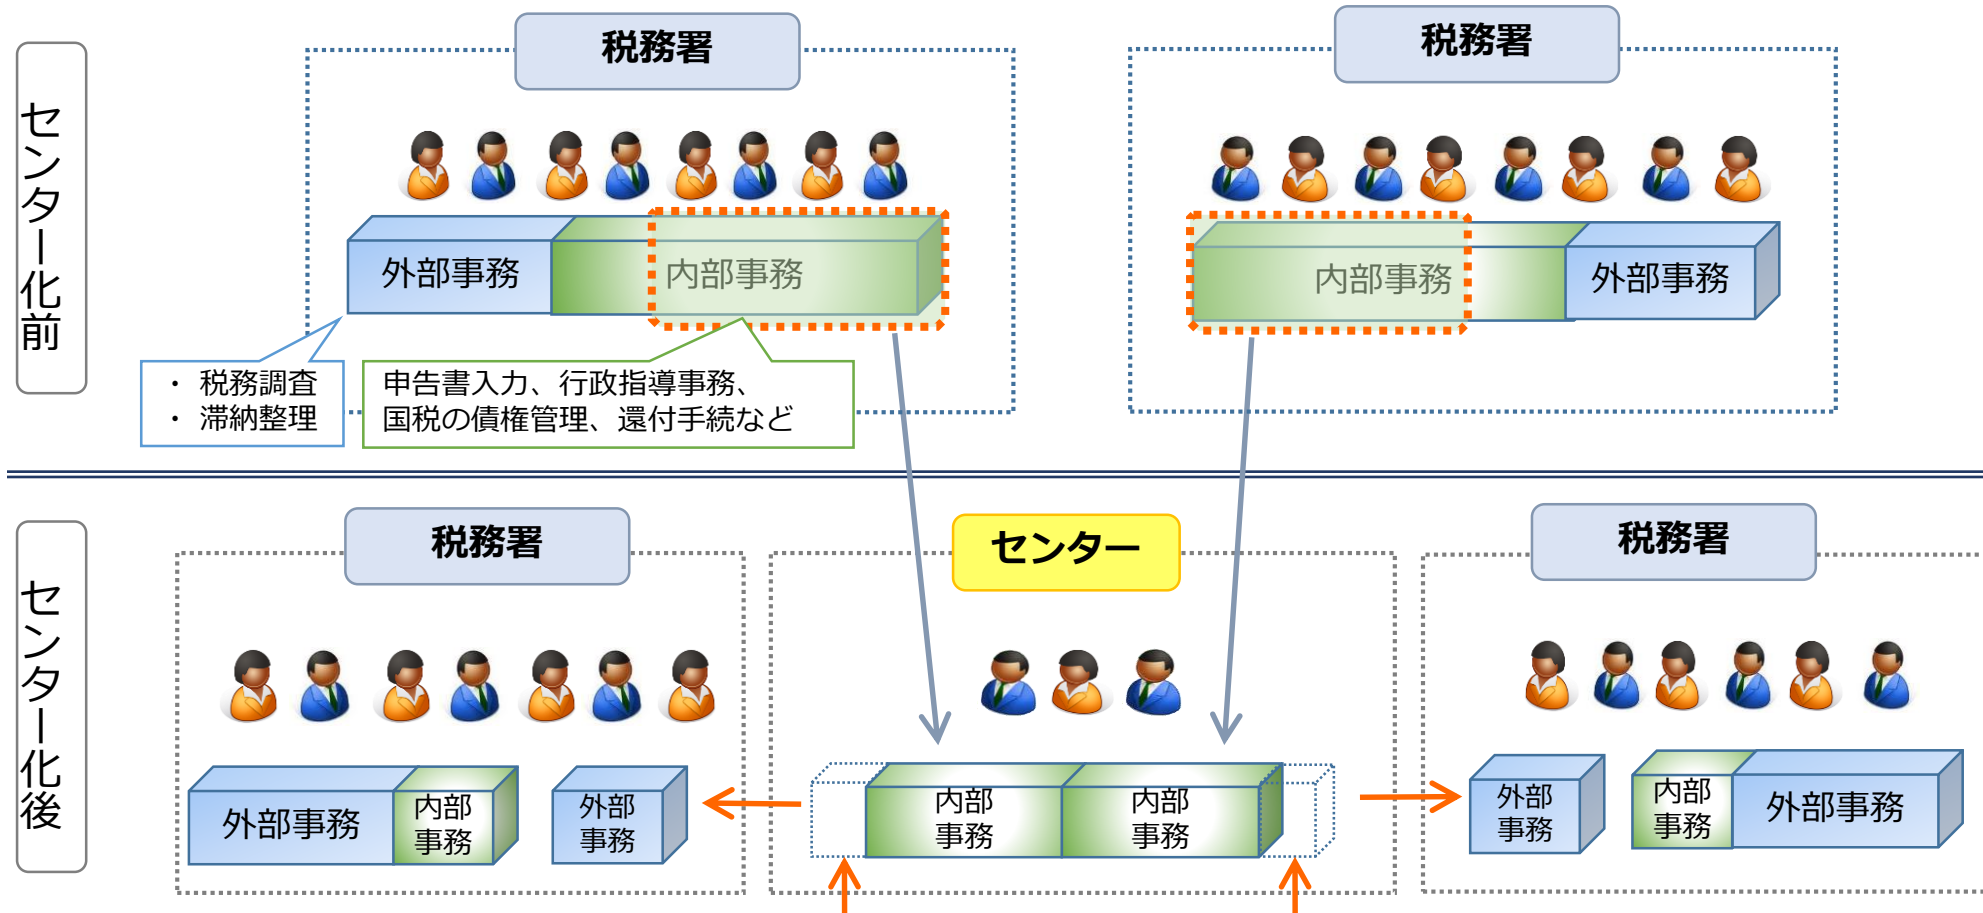 センター化前
税務署
税務署
外部事務
内部事務
内部事務
外部事務
・ 税務調査
・ 滞納整理
申告書入力、行政指導事務、
国税の債権管理、還付手続など
センター化後
税務署
センター
税務署
外部事務
内部
事務
外部
事務
内部
事務
内部
事務
外部
事務
内部
事務
外部事務